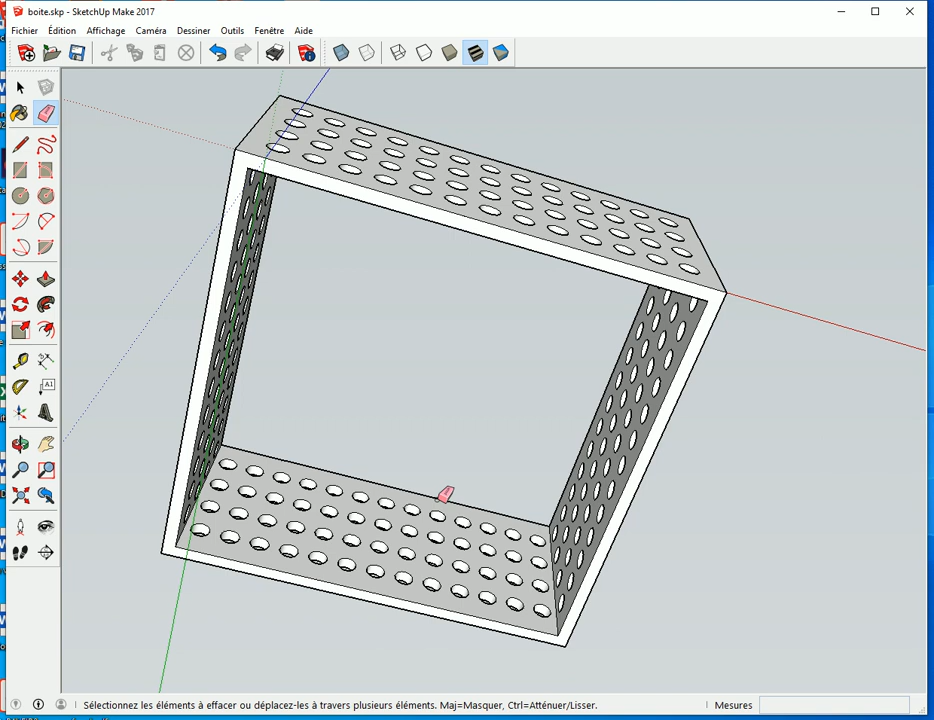 boite.skp - SketchUp Make 2017
Fichier Édition Affichage Caméra Dessiner Outils Fenêtre Aide
A1
Sélectionnez les éléments à effacer ou déplacez-les à travers plusieurs éléments. Maj=Masquer, Ctrl=Atténuer/Lisser. Mesures